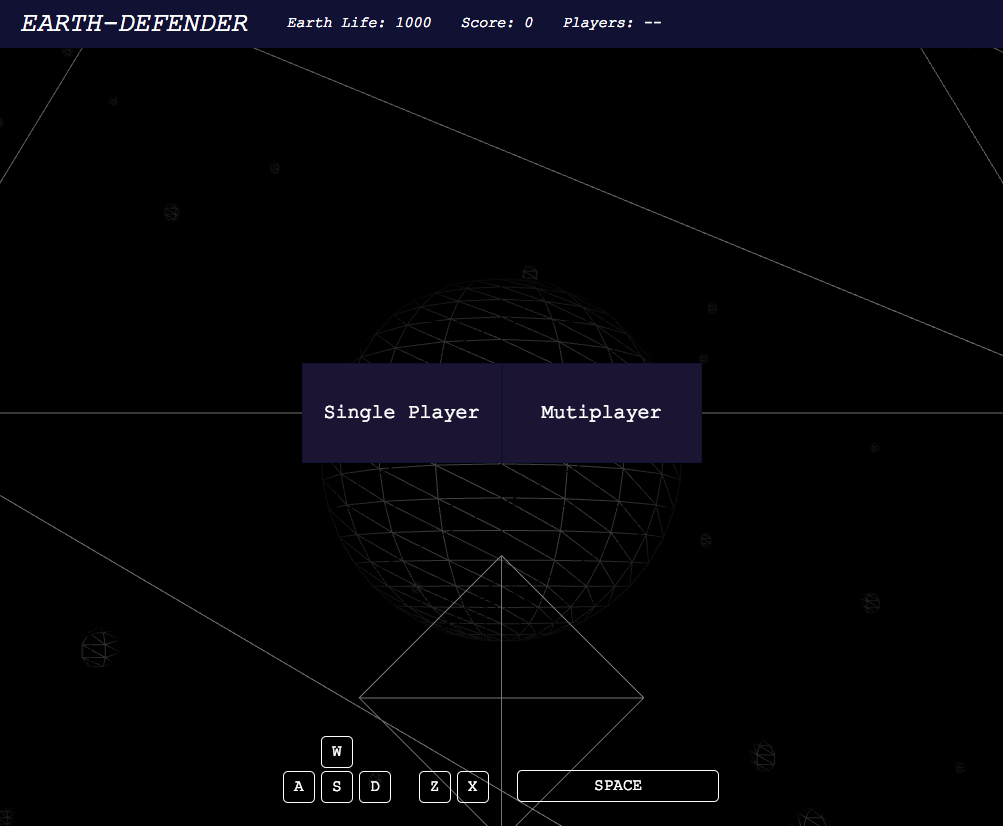 EARTH-DEFENDER Earth Life: 1000 Score: 0 Players: --
Single Player Mutiplayer
W
A S D Z X SPACE